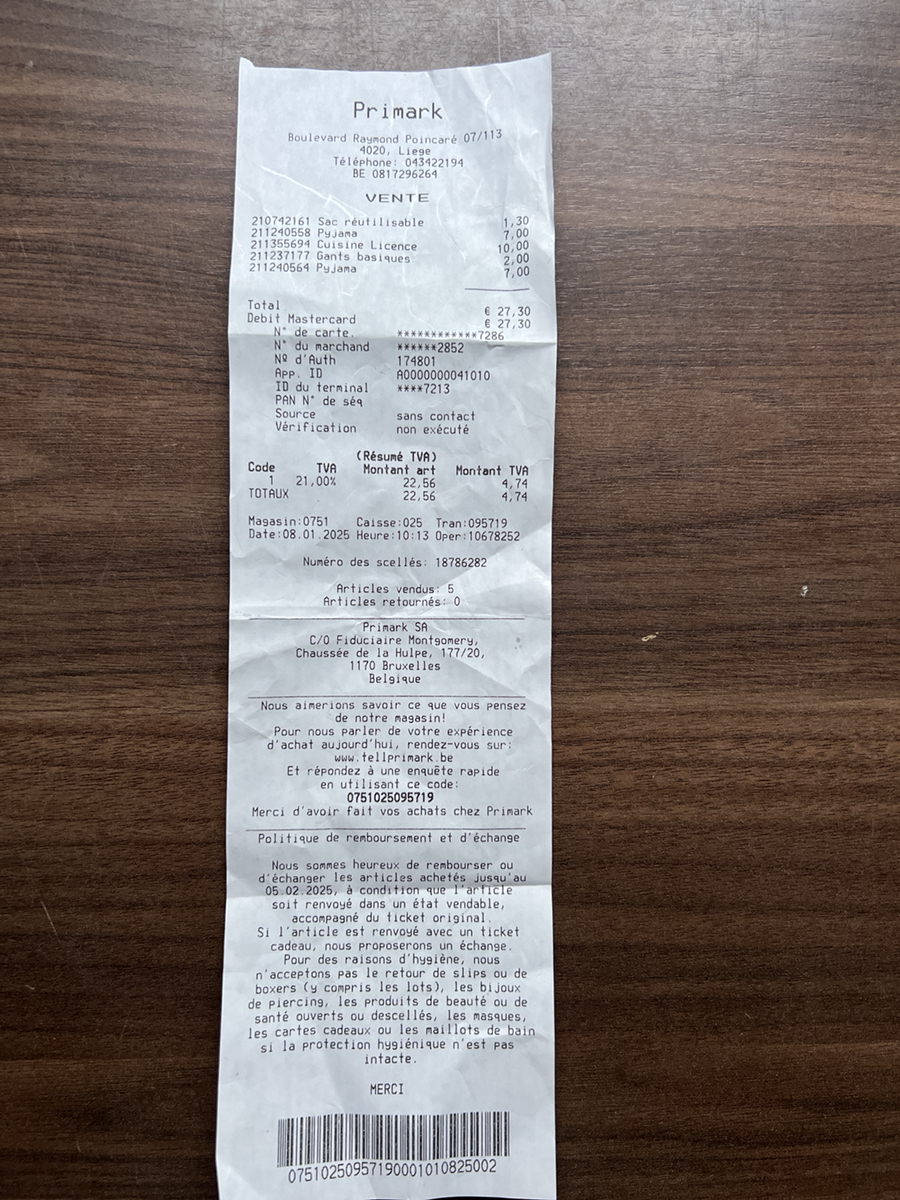 Primark
Boulevard Raymond Poincaré 07/113
4020, Liege
Téléphone: 043422194
BE 0817296264
VENTE
210742161 Sac réutilisable 1,30
211240558 Pyjama 7,00
211355694 Cuisine Licence 10,00
211237177 Gants basiques 2,00
211240564 Pyjama 7,00
Total € 27,30
Debit Mastercard € 27,30
N° de carte. ************7286
N° du marchand ******2852
Nº d'Auth 174801
App. ID A0000000041010
ID du terminal ****7213
PAN N° de séq
Source sans contact
Vérification non exécuté
(Résumé TVA)
Code TVA Montant art Montant TVA
1 21,00% 22,56 4,74
TOTAUX 22,56 4,74
Magasin:0751 Caisse:025 Tran:095719
Date:08.01.2025 Heure:10:13 Oper:10678252
Numéro des scellés: 18786282
Articles vendus: 5
Articles retournés: 0
Primark SA
C/O Fiduciaire Montgomery,
Chaussée de la Hulpe, 177/20,
1170 Bruxelles
Belgique
Nous aimerions savoir ce que vous pensez
de notre magasin!
Pour nous parler de votre expérience
d'achat aujourd'hui, rendez-vous sur:
www.tellprimark.be
Et répondez à une enquête rapide
en utilisant ce code:
0751025095719
Merci d'avoir fait vos achats chez Primark
Politique de remboursement et d'échange
Nous sommes heureux de rembourser ou
d'échanger les articles achetés jusqu'au
05.02.2025, à condition que l'article
soit renvoyé dans un état vendable,
accompagné du ticket original.
Si l'article est renvoyé avec un ticket
cadeau, nous proposerons un échange.
Pour des raisons d'hygiène, nous
n'acceptons pas le retour de slips ou de
boxers (y compris les lots), les bijoux
de piercing, les produits de beauté ou de
santé ouverts ou descellés, les masques,
les cartes cadeaux ou les maillots de bain
si la protection hygiénique n'est pas
intacte.
MERCI
07510250957190001010825002